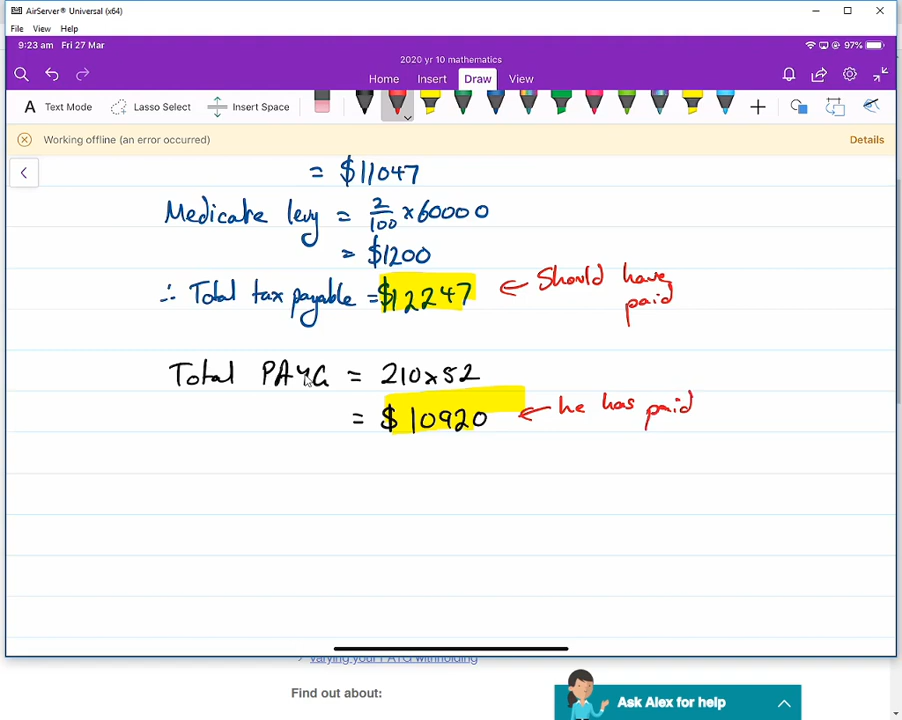 AirServer® Universal (x64)
File View Help
9:23 am Fri 27 Mar 97%
2020 yr 10 mathematics
Home Insert Draw View
A Text Mode Lasso Select Insert Space
Working offline (an error occurred) Details
= $11047
Medicare levy = 2/100 × 60000
= $1200
∴ Total tax payable = $12247 ← Should have paid
Total PAYG = 210 × 52
= $10920 ← he has paid
varying your PAYG withholding
Find out about:
Ask Alex for help